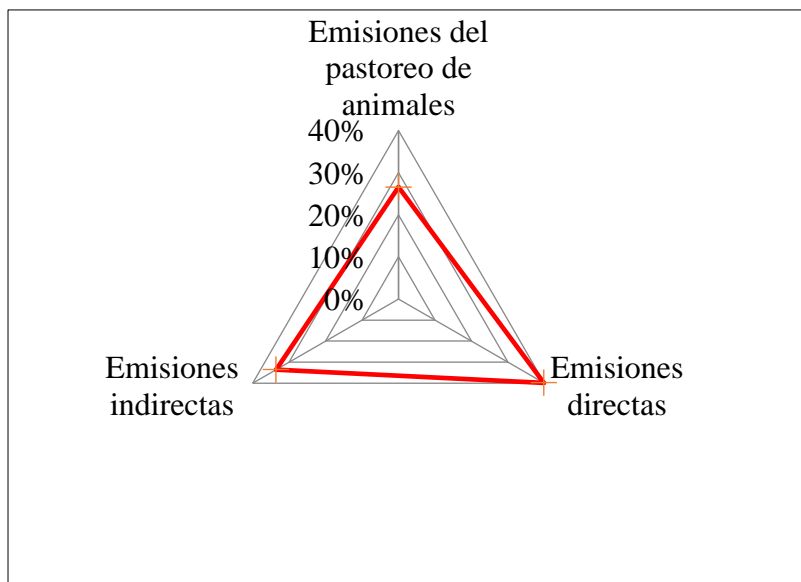 Emisiones del
pastoreo de
animales
40%
30%
20%
10%
0%
Emisiones
directas
Emisiones
indirectas